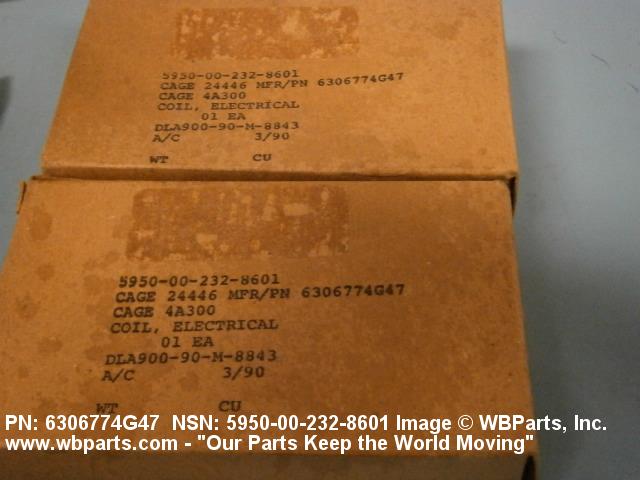 5950-00-232-8601
CAGE 24446 MFR/PN 6306774G47
CAGE 4A300
COIL, ELECTRICAL
01 EA
DLA900-90-M-8843
A/C 3/90
WT CU
5950-00-232-8601
CAGE 24446 MFR/PN 6306774G47
CAGE 4A300
COIL, ELECTRICAL
01 EA
DLA900-90-M-8843
A/C 3/90
WT CU
PN: 6306774G47 NSN: 5950-00-232-8601 Image © WBParts, Inc.
www.wbparts.com - "Our Parts Keep the World Moving"